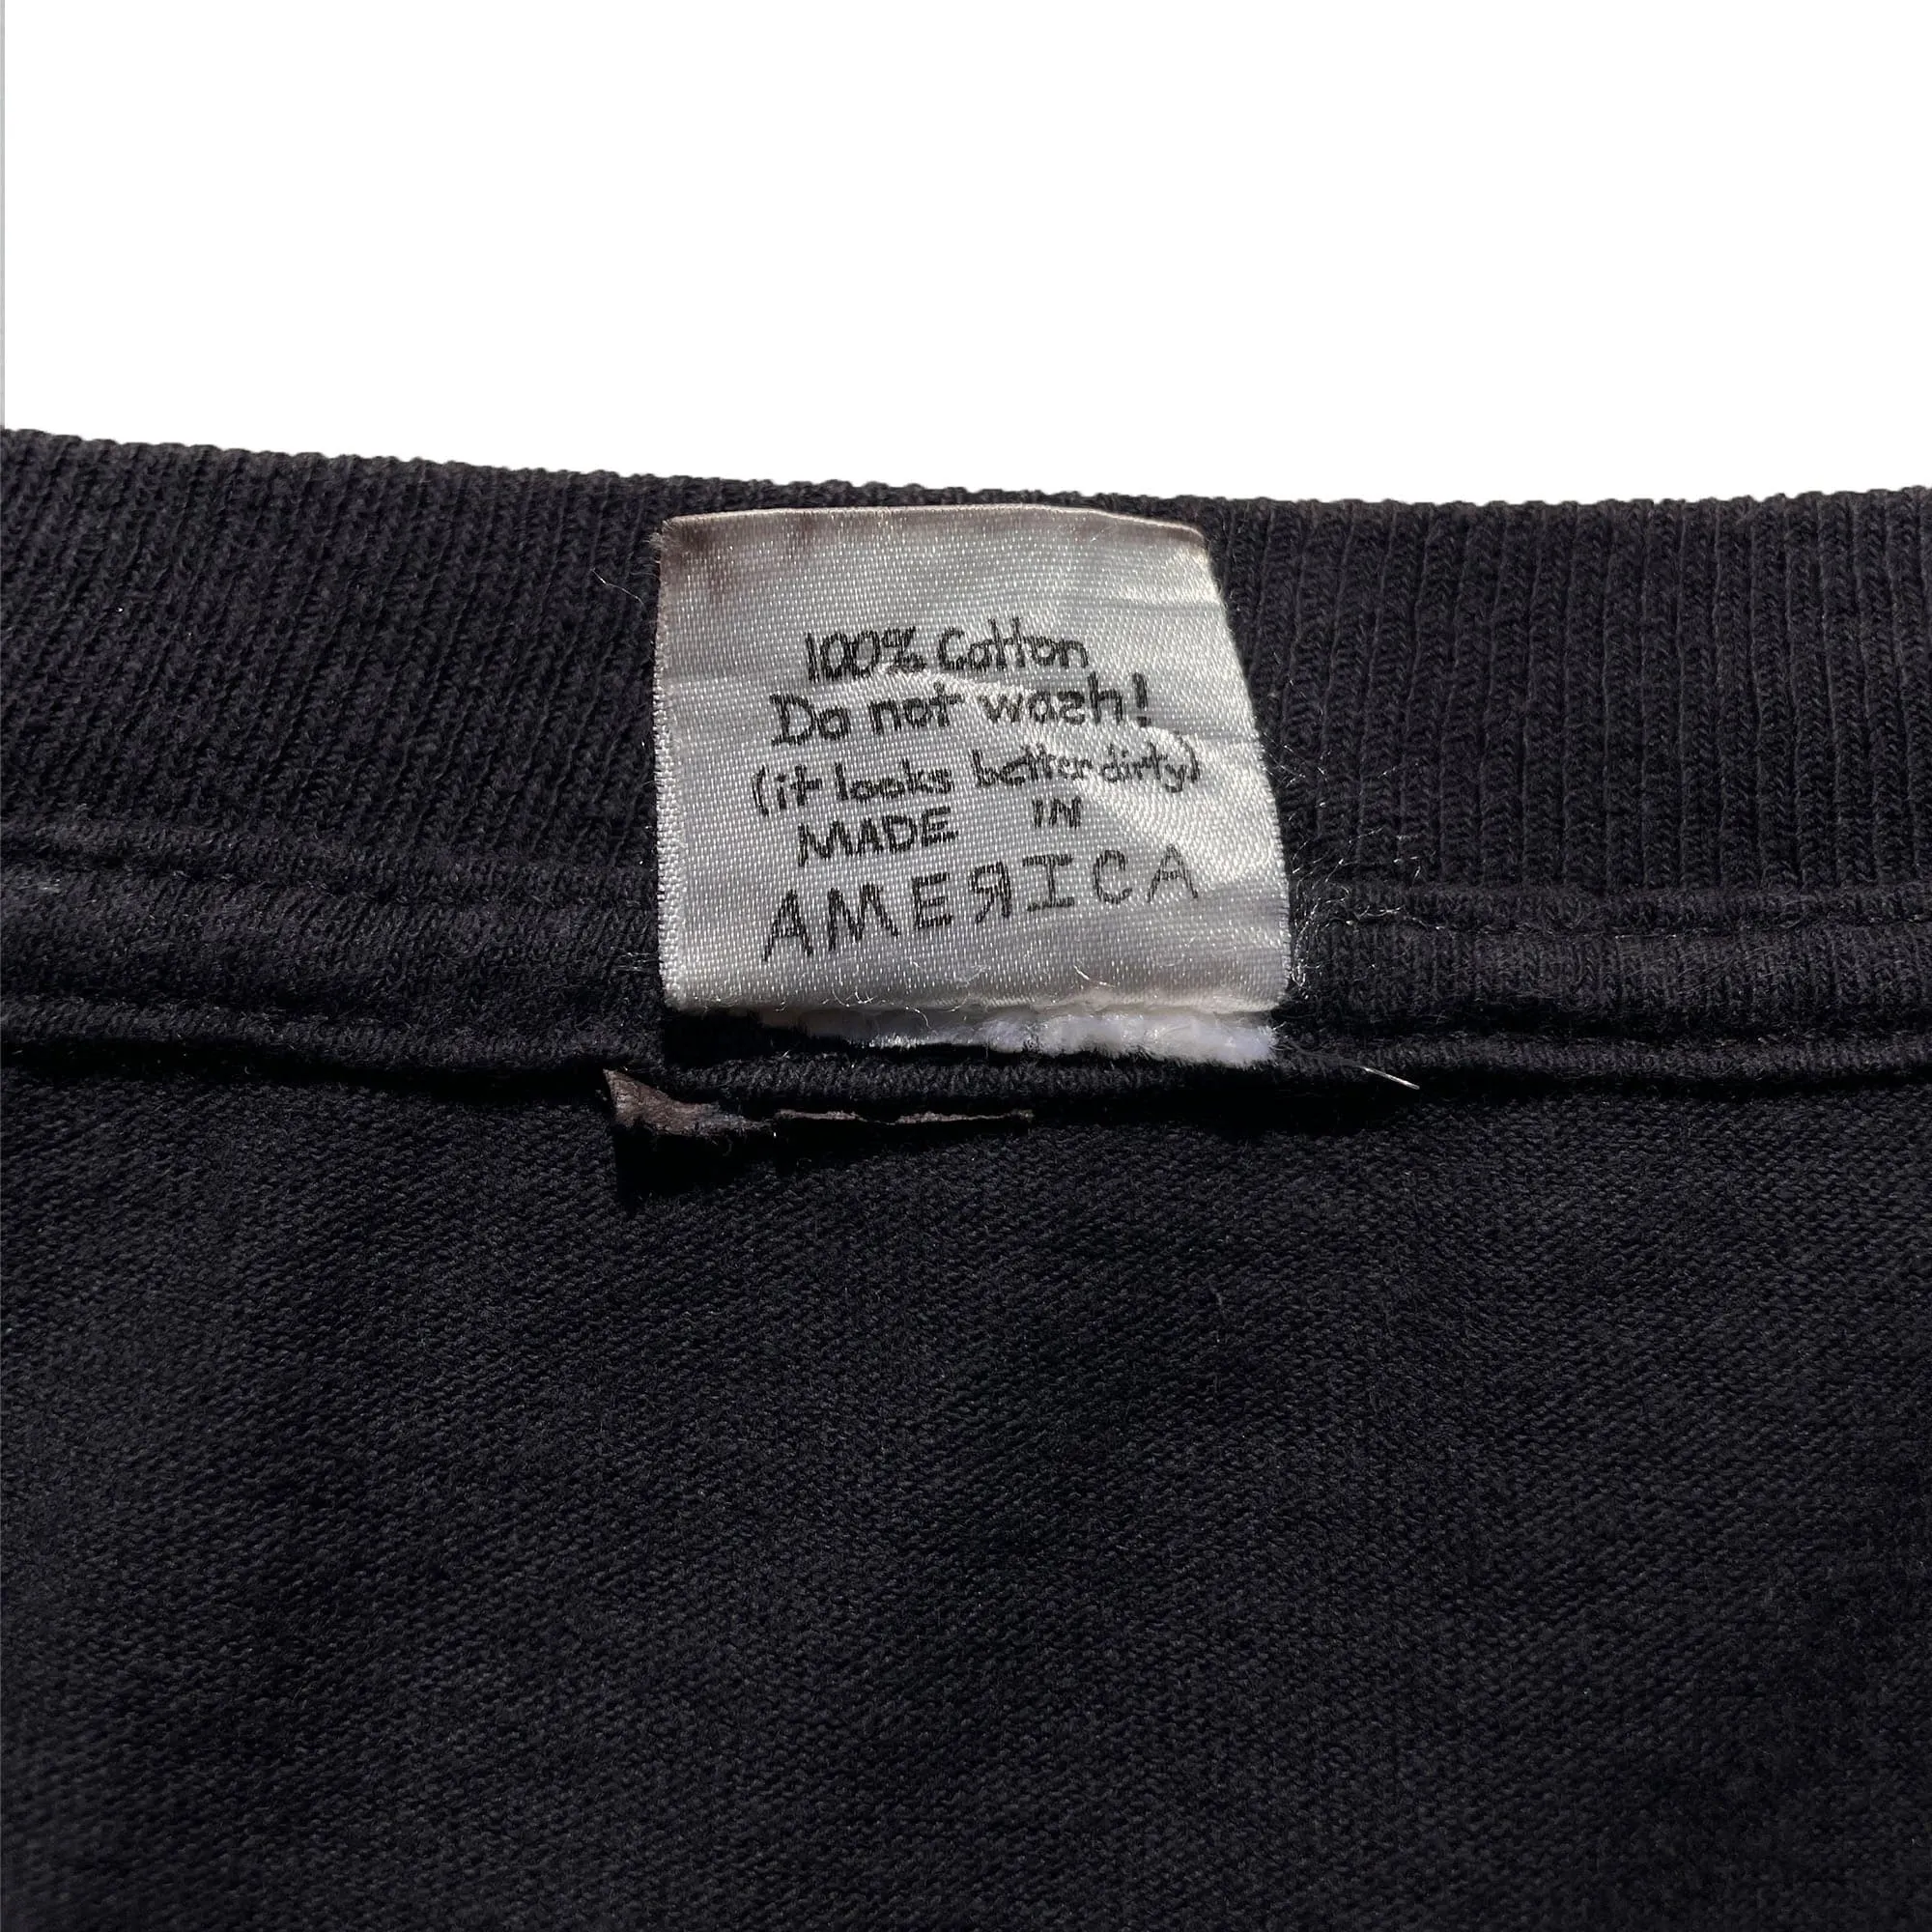 100% Cotton
Do not wash!
(it looks better dirty)
MADE IN
AMEЯICA